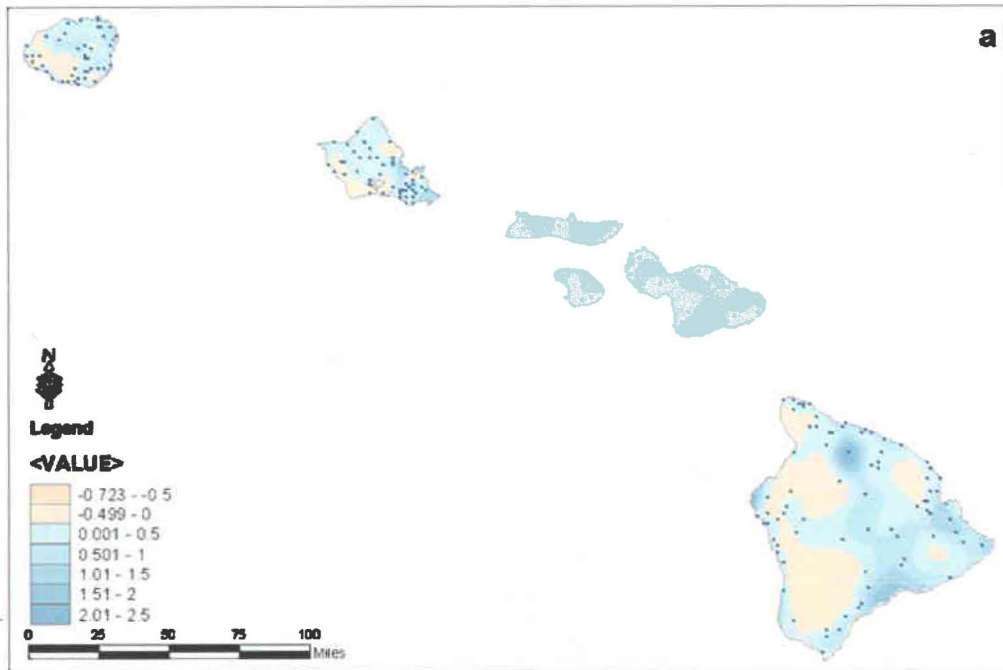 a
N
Legend
<VALUE>
-0.723 - -0.5
-0.499 - 0
0.001 - 0.5
0.501 - 1
1.01 - 1.5
1.51 - 2
2.01 - 2.5
0 25 50 75 100
Miles